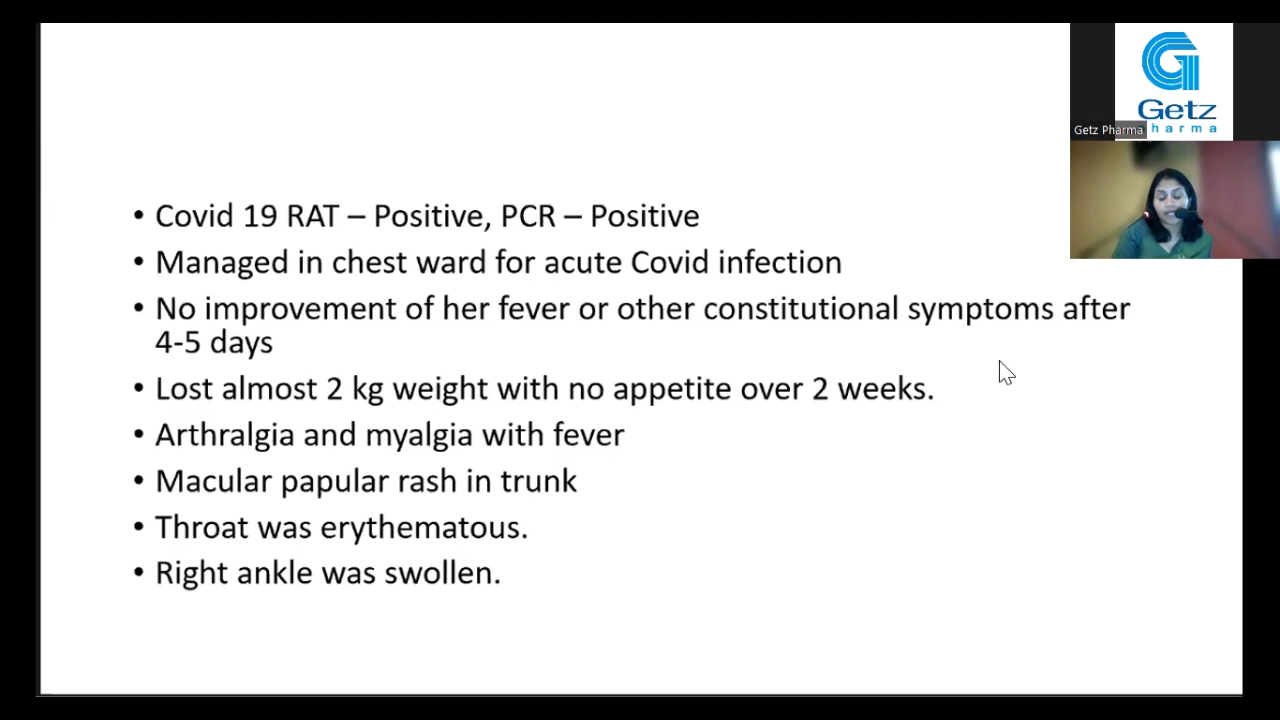 Getz
Getz Pharma
harma
• Covid 19 RAT – Positive, PCR – Positive
• Managed in chest ward for acute Covid infection
• No improvement of her fever or other constitutional symptoms after
4-5 days
• Lost almost 2 kg weight with no appetite over 2 weeks.
• Arthralgia and myalgia with fever
• Macular papular rash in trunk
• Throat was erythematous.
• Right ankle was swollen.